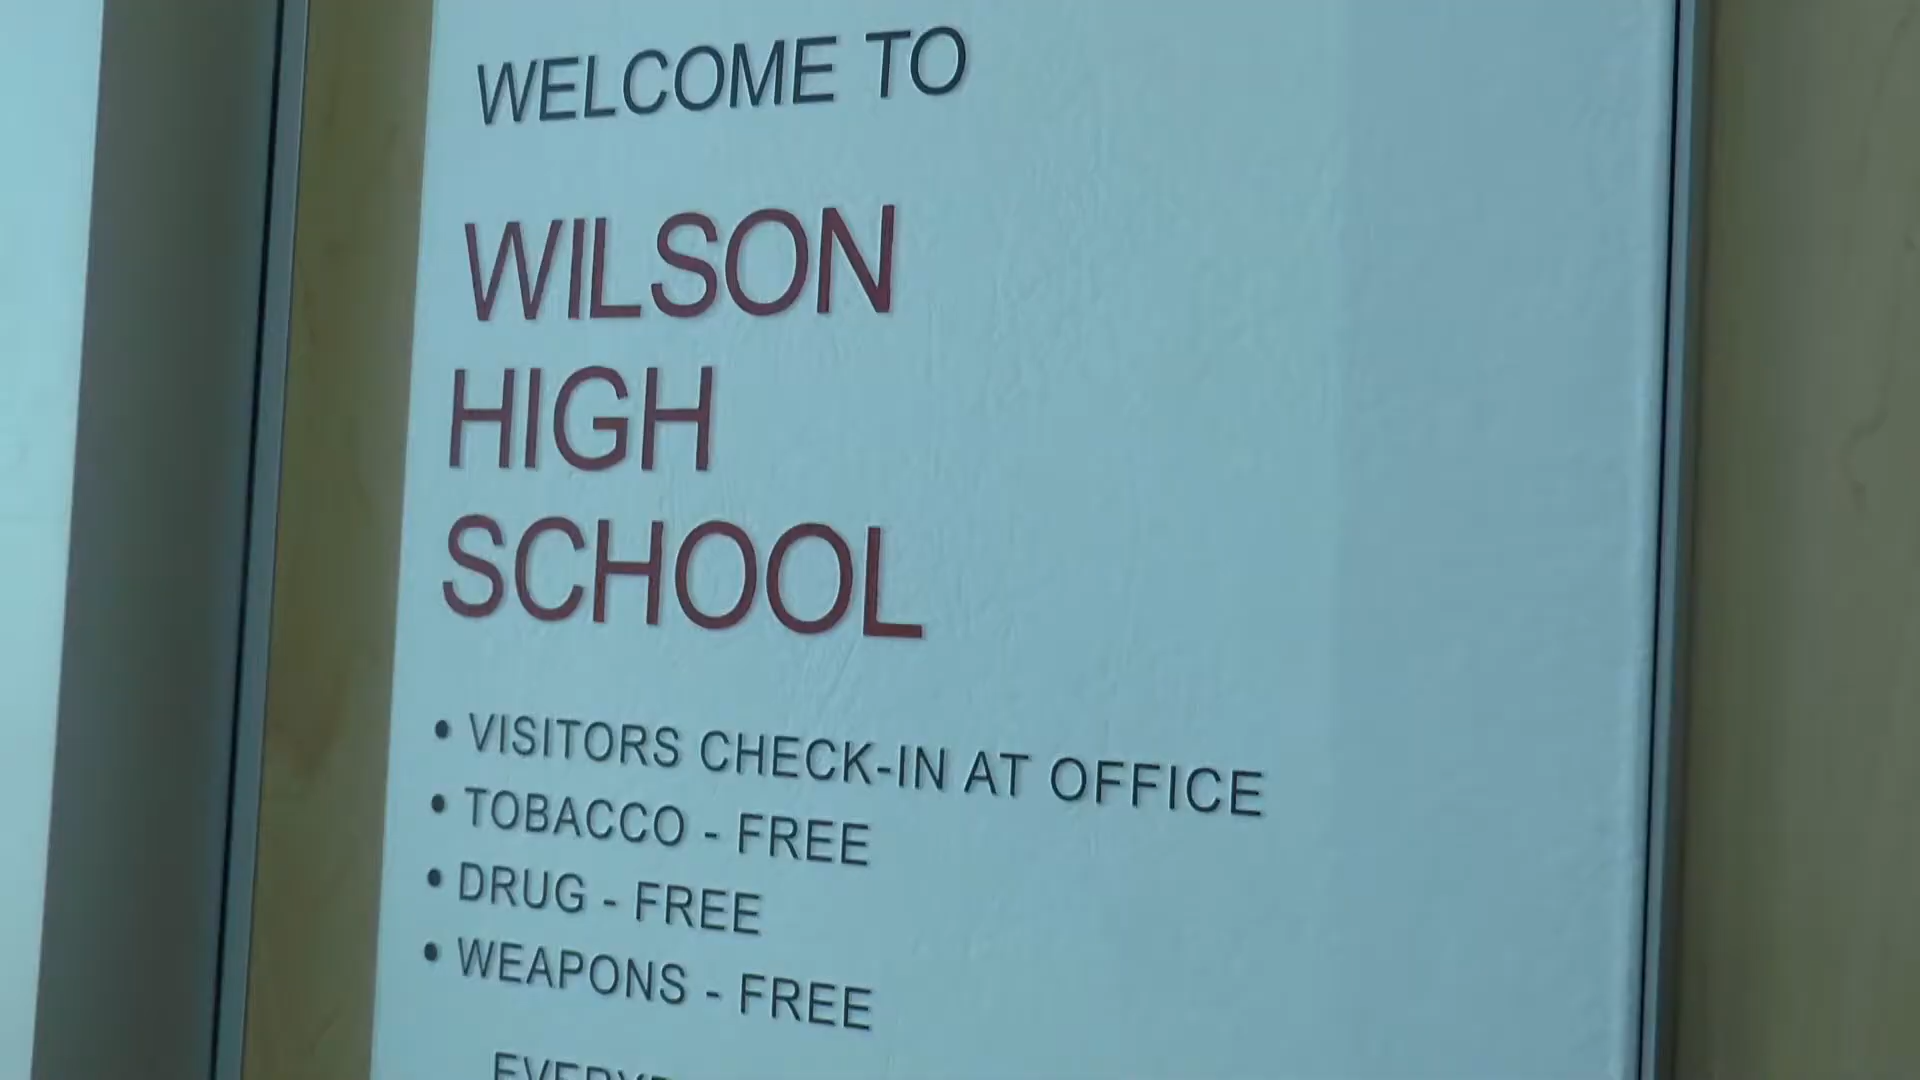 WELCOME TO
WILSON
HIGH
SCHOOL
• VISITORS CHECK-IN AT OFFICE
• TOBACCO - FREE
• DRUG - FREE
• WEAPONS - FREE